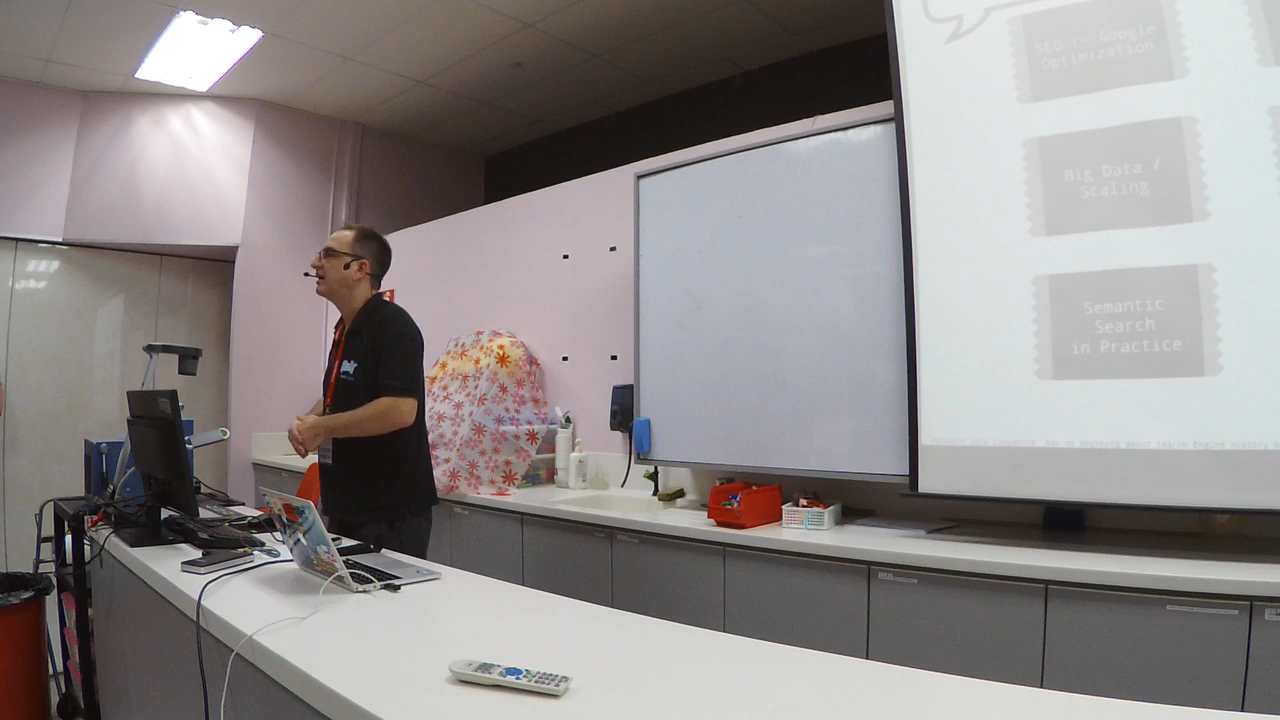 SEO (≠ Google
Optimization
Big Data /
Scaling
Semantic
Search
in Practice